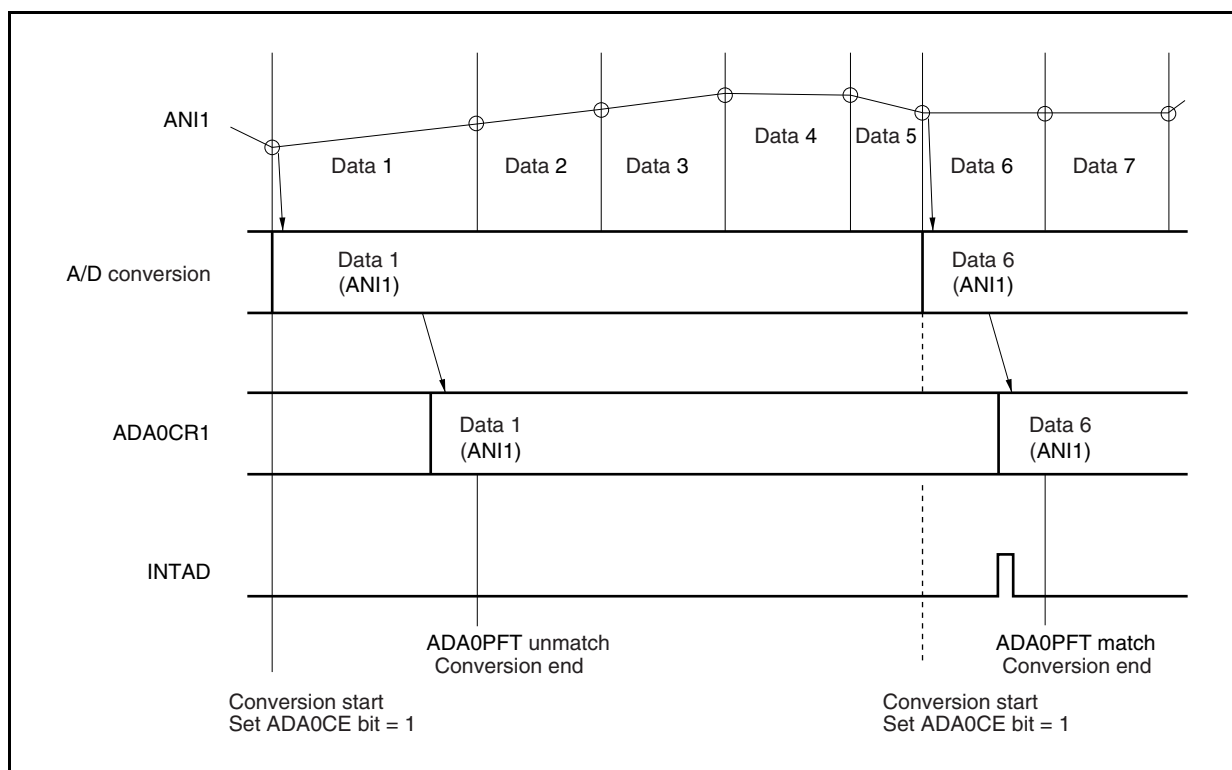 ANI1
Data 1
Data 2
Data 3
Data 4
Data 5
Data 6
Data 7
A/D conversion
Data 1
(ANI1)
Data 6
(ANI1)
ADA0CR1
Data 1
(ANI1)
Data 6
(ANI1)
INTAD
ADA0PFT unmatch
Conversion end
ADA0PFT match
Conversion end
Conversion start
Set ADA0CE bit = 1
Conversion start
Set ADA0CE bit = 1